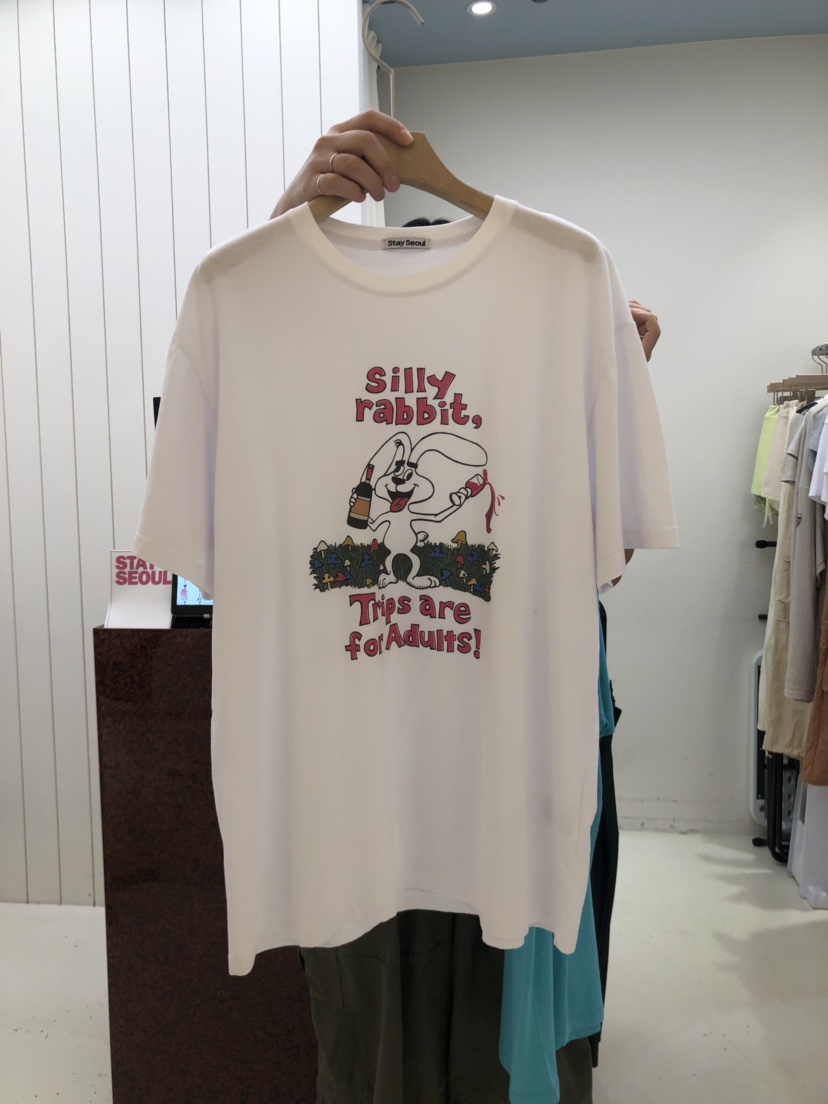 Stay Seoul
Silly
rabbit,
Trips are
for Adults!
STAY
SEOUL